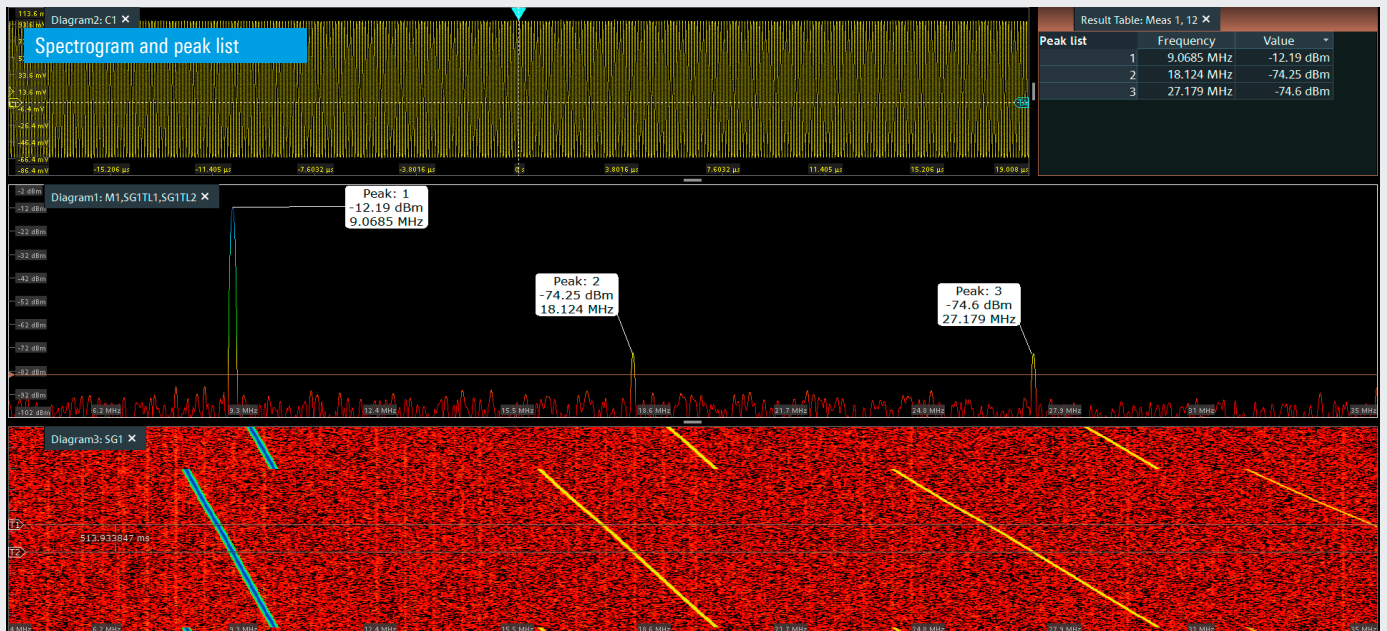 113.6 m
Diagram2: C1 ×
Spectrogram and peak list
33.6 mV
13.6 mV
-6.4 mV
-26.4 mV
-46.4 mV
-66.4 mV
-86.4 mV
-15.206 µs
-11.405 µs
-7.6032 µs
-3.8016 µs
0 s
3.8016 µs
7.6032 µs
11.405 µs
15.206 µs
19.008 µs
Result Table: Meas 1, 12 ×
Peak list Frequency Value
1 9.0685 MHz -12.19 dBm
2 18.124 MHz -74.25 dBm
3 27.179 MHz -74.6 dBm
Diagram1: M1,SG1TL1,SG1TL2 ×
-2 dBm
-12 dBm
-22 dBm
-32 dBm
-42 dBm
-52 dBm
-62 dBm
-72 dBm
-82 dBm
-92 dBm
-102 dBm
Peak: 1
-12.19 dBm
9.0685 MHz
Peak: 2
-74.25 dBm
18.124 MHz
Peak: 3
-74.6 dBm
27.179 MHz
6.2 MHz
9.3 MHz
12.4 MHz
15.5 MHz
18.6 MHz
21.7 MHz
24.8 MHz
27.9 MHz
31 MHz
35 MHz
Diagram3: SG1 ×
T1
513.933847 ms
T2
4 MHz
6.2 MHz
9.3 MHz
12.4 MHz
15.5 MHz
18.6 MHz
21.7 MHz
24.8 MHz
27.9 MHz
31 MHz
35 MHz